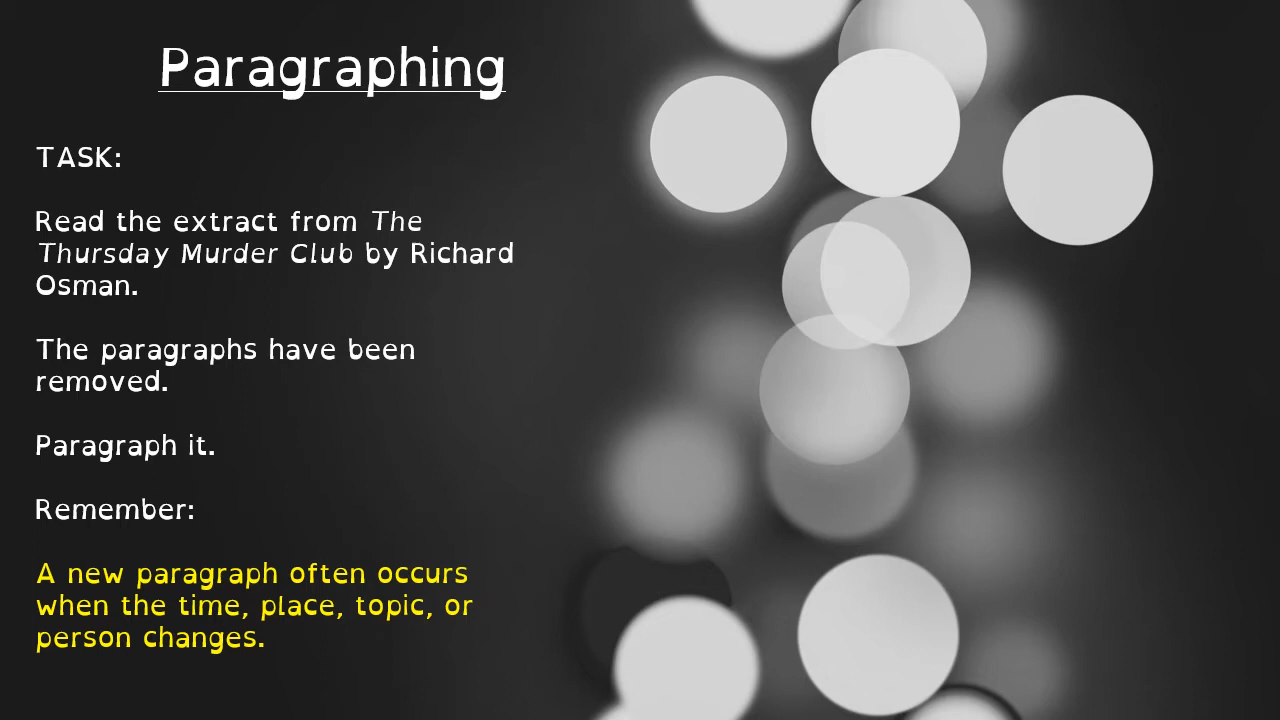 Paragraphing
TASK:
Read the extract from The
Thursday Murder Club by Richard
Osman.
The paragraphs have been
removed.
Paragraph it.
Remember:
A new paragraph often occurs
when the time, place, topic, or
person changes.